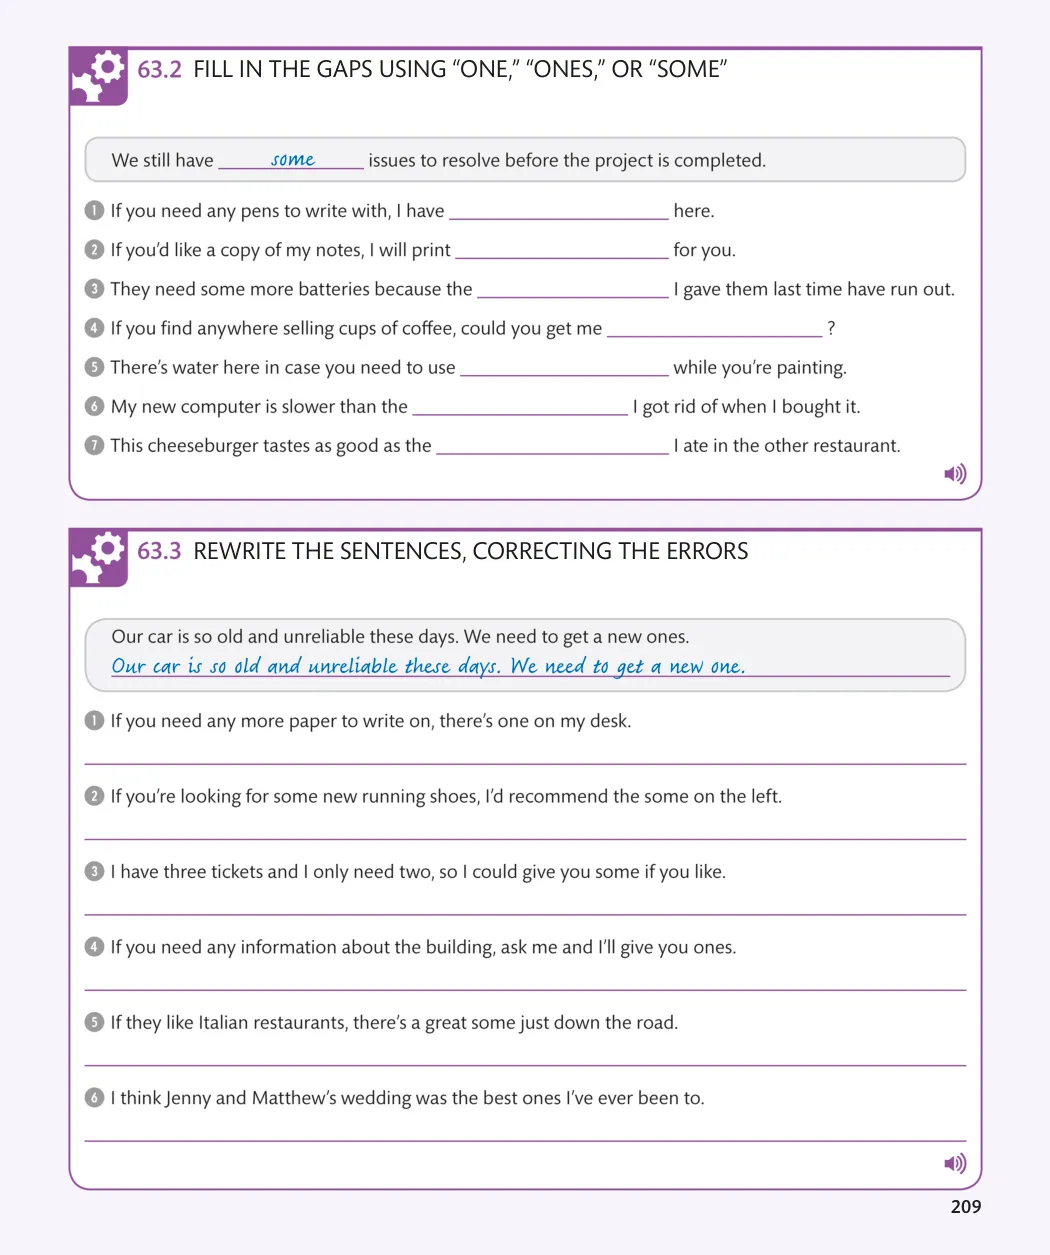 63.2 FILL IN THE GAPS USING “ONE,” “ONES,” OR “SOME”
We still have some issues to resolve before the project is completed.
1 If you need any pens to write with, I have ______ here.
2 If you’d like a copy of my notes, I will print ______ for you.
3 They need some more batteries because the ______ I gave them last time have run out.
4 If you find anywhere selling cups of coffee, could you get me ______ ?
5 There’s water here in case you need to use ______ while you’re painting.
6 My new computer is slower than the ______ I got rid of when I bought it.
7 This cheeseburger tastes as good as the ______ I ate in the other restaurant.
63.3 REWRITE THE SENTENCES, CORRECTING THE ERRORS
Our car is so old and unreliable these days. We need to get a new ones.
Our car is so old and unreliable these days. We need to get a new one.
1 If you need any more paper to write on, there’s one on my desk.
2 If you’re looking for some new running shoes, I’d recommend the some on the left.
3 I have three tickets and I only need two, so I could give you some if you like.
4 If you need any information about the building, ask me and I’ll give you ones.
5 If they like Italian restaurants, there’s a great some just down the road.
6 I think Jenny and Matthew’s wedding was the best ones I’ve ever been to.
209